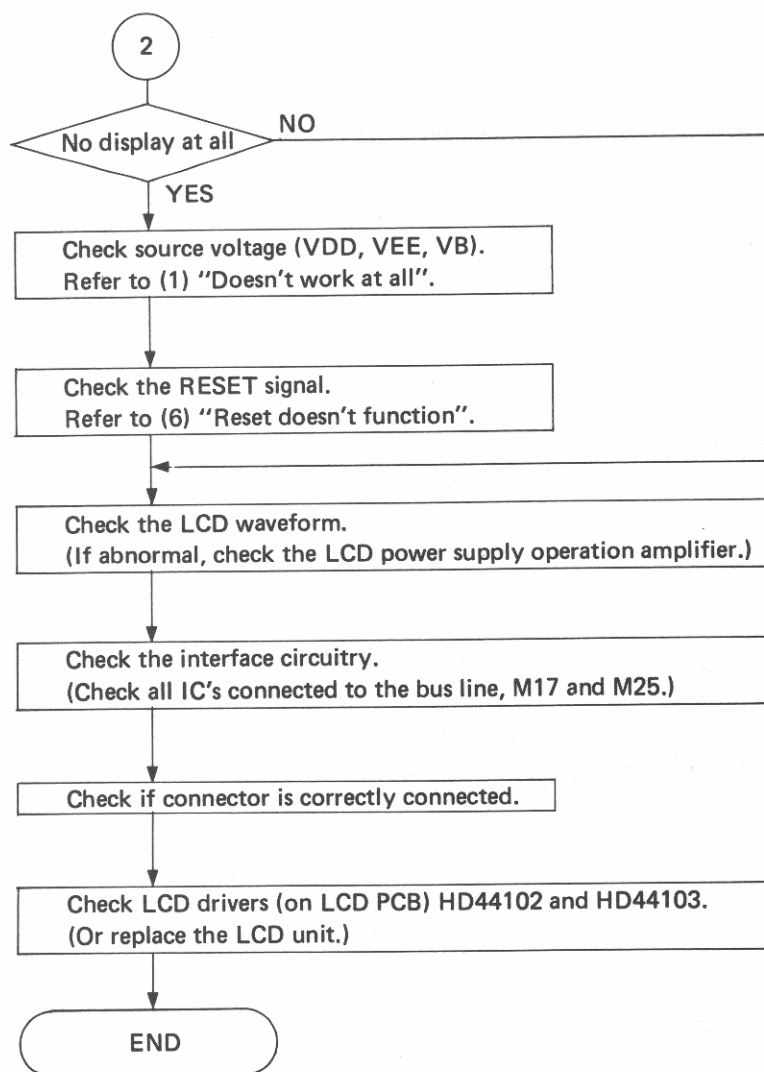 2
No display at all
NO
YES
Check source voltage (VDD, VEE, VB).
Refer to (1) “Doesn’t work at all”.
Check the RESET signal.
Refer to (6) “Reset doesn’t function”.
Check the LCD waveform.
(If abnormal, check the LCD power supply operation amplifier.)
Check the interface circuitry.
(Check all IC’s connected to the bus line, M17 and M25.)
Check if connector is correctly connected.
Check LCD drivers (on LCD PCB) HD44102 and HD44103.
(Or replace the LCD unit.)
END